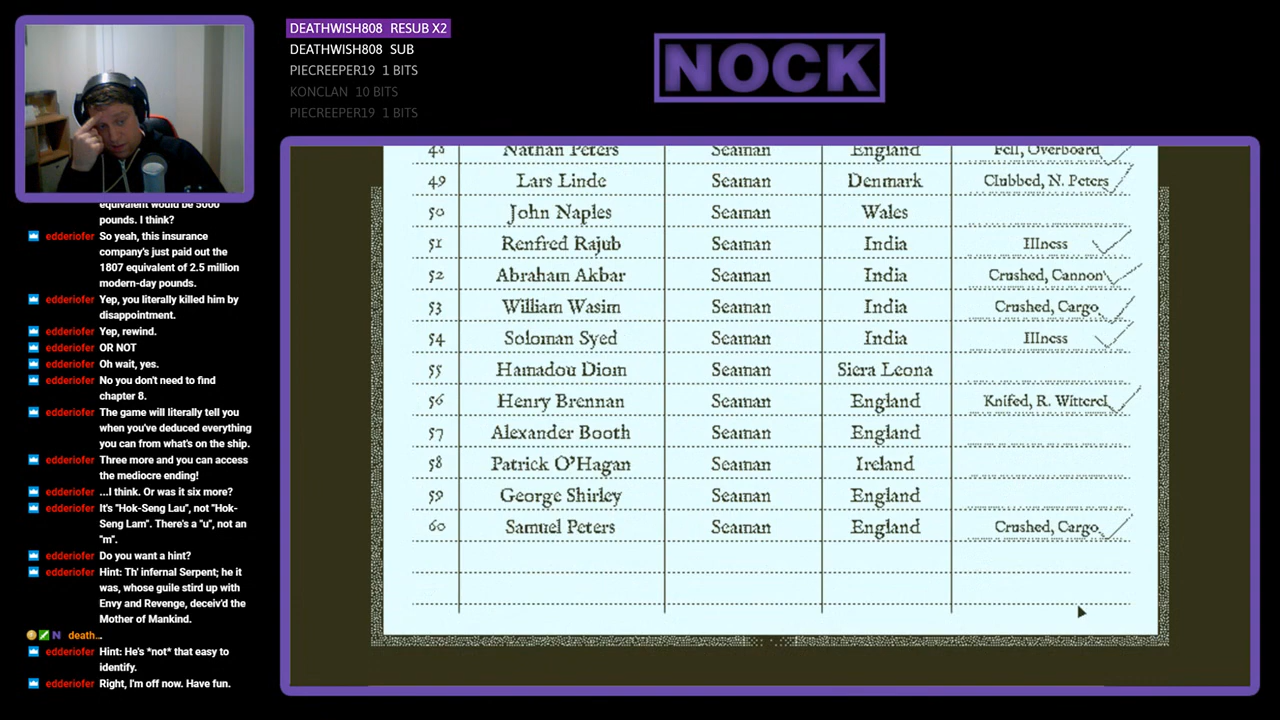 DEATHWISH808 RESUB X2
DEATHWISH808 SUB
PIECREEPER19 1 BITS
KONCLAN 10 BITS
PIECREEPER19 1 BITS
NOCK
equivalent would be 5000
pounds. I think?
edderiofer So yeah, this insurance
company's just paid out the
1807 equivalent of 2.5 million
modern-day pounds.
edderiofer Yep, you literally killed him by
disappointment.
edderiofer Yep, rewind.
edderiofer OR NOT
edderiofer Oh wait, yes.
edderiofer No you don't need to find
chapter 8.
edderiofer The game will literally tell you
when you've deduced everything
you can from what's on the ship.
edderiofer Three more and you can access
the mediocre ending!
edderiofer ...I think. Or was it six more?
edderiofer It's "Hok-Seng Lau", not "Hok-
Seng Lam". There's a "u", not an
"m".
edderiofer Do you want a hint?
edderiofer Hint: Th' infernal Serpent; he it
was, whose guile stird up with
Envy and Revenge, deceiv'd the
Mother of Mankind.
N death...
edderiofer Hint: He's *not* that easy to
identify.
edderiofer Right, I'm off now. Have fun.
48 Nathan Peters Seaman England Fell, Overboard
49 Lars Linde Seaman Denmark Clubbed, N. Peters
50 John Naples Seaman Wales
51 Renfred Rajub Seaman India Illness
52 Abraham Akbar Seaman India Crushed, Cannon
53 William Wasim Seaman India Crushed, Cargo
54 Soloman Syed Seaman India Illness
55 Hamadou Diom Seaman Siera Leona
56 Henry Brennan Seaman England Knifed, R. Witterel
57 Alexander Booth Seaman England
58 Patrick O'Hagan Seaman Ireland
59 George Shirley Seaman England
60 Samuel Peters Seaman England Crushed, Cargo